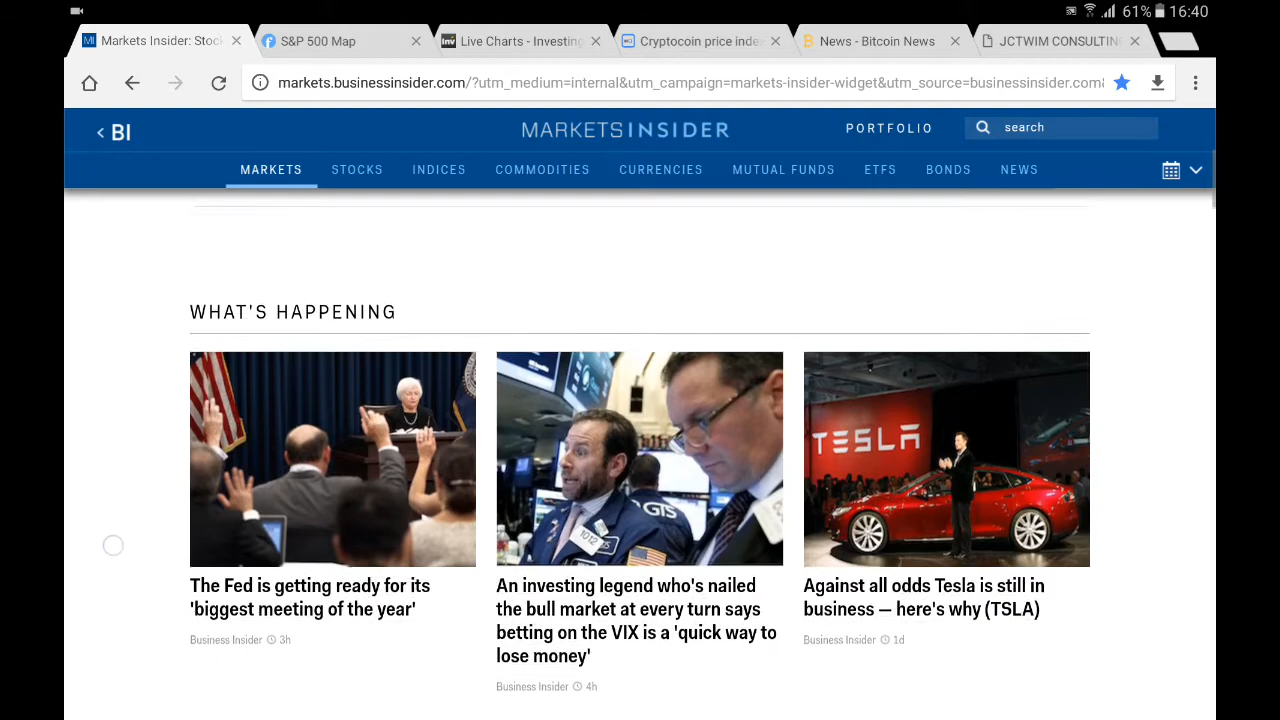 61% 16:40
Markets Insider: Stoc
S&P 500 Map
Live Charts - Investing
Cryptocoin price inde
News - Bitcoin News
JCTWIM CONSULTIN
markets.businessinsider.com/?utm_medium=internal&utm_campaign=markets-insider-widget&utm_source=businessinsider.com&
< BI
MARKETS INSIDER
PORTFOLIO
search
MARKETS STOCKS INDICES COMMODITIES CURRENCIES MUTUAL FUNDS ETFS BONDS NEWS
WHAT'S HAPPENING
TESLA
GTS
1012
The Fed is getting ready for its
'biggest meeting of the year'
Business Insider 3h
An investing legend who's nailed
the bull market at every turn says
betting on the VIX is a 'quick way to
lose money'
Business Insider 4h
Against all odds Tesla is still in
business — here's why (TSLA)
Business Insider 1d